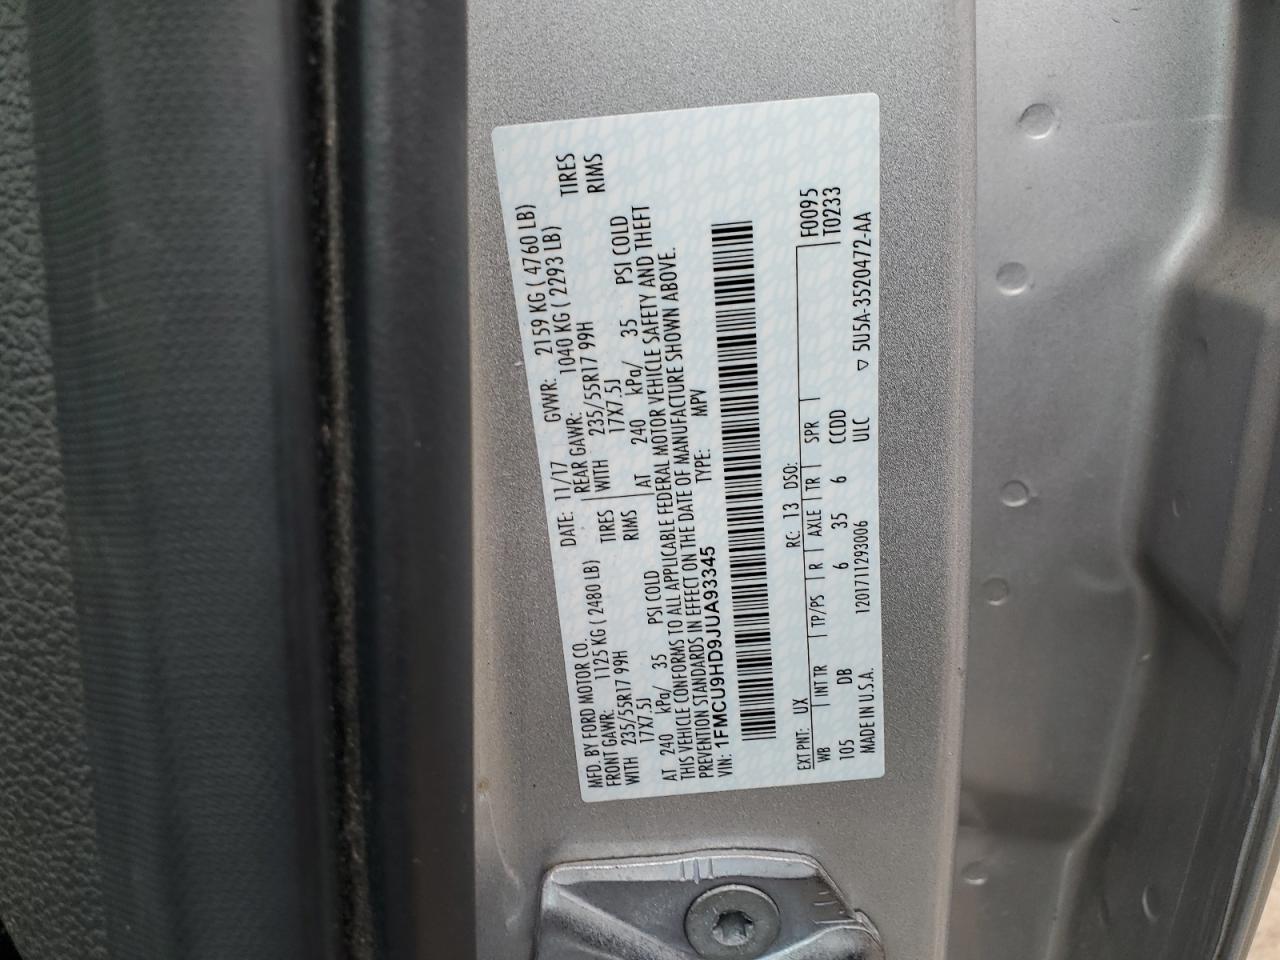 MFD. BY FORD MOTOR CO. DATE: 11/17 GVWR: 2159 KG ( 4760 LB)
FRONT GAWR: 1125 KG ( 2480 LB) REAR GAWR: 1040 KG ( 2293 LB)
WITH 235/55R17 99H TIRES WITH 235/55R17 99H TIRES
17X7.5J RIMS 17X7.5J RIMS
AT 240 kPa/ 35 PSI COLD AT 240 kPa/ 35 PSI COLD
THIS VEHICLE CONFORMS TO ALL APPLICABLE FEDERAL MOTOR VEHICLE SAFETY AND THEFT
PREVENTION STANDARDS IN EFFECT ON THE DATE OF MANUFACTURE SHOWN ABOVE.
VIN: 1FMCU9HD9JUA93345 TYPE: MPV
EXT PNT: UX RC: 13 DSO: F0095
WB INT TR TP/PS R AXLE TR SPR T0233
105 DB 6 35 6 CCDD
MADE IN U.S.A. 1201711293006 ULC ▽ 5U5A-3520472-AA